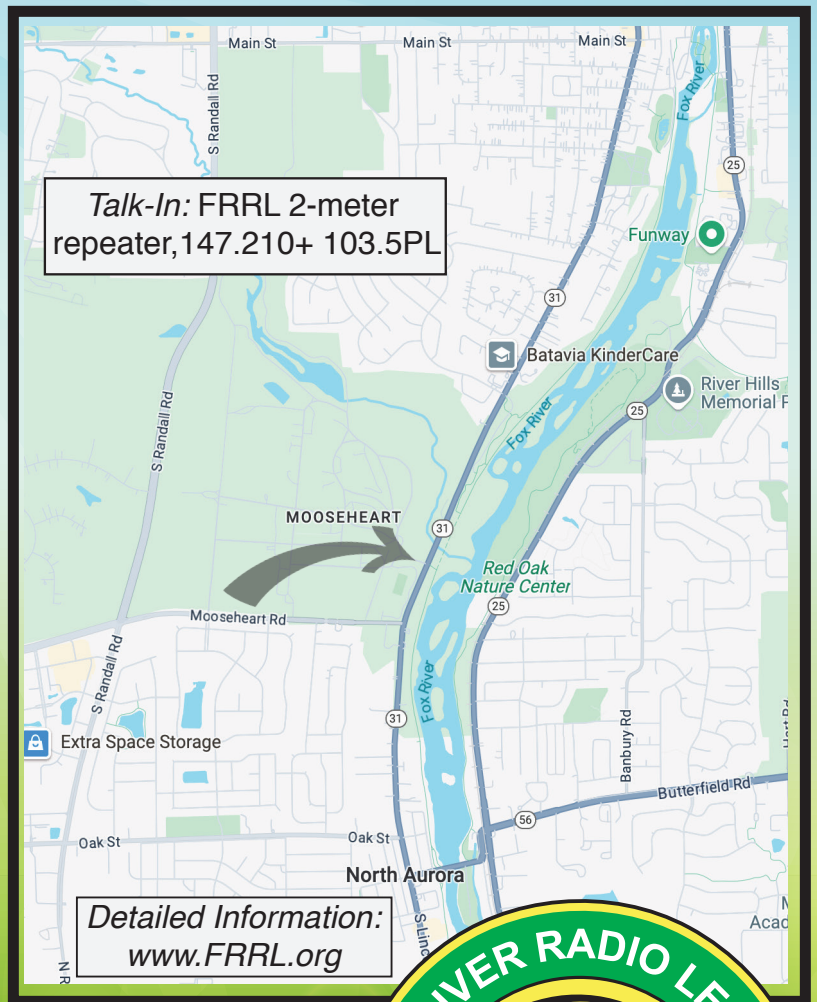 Main St
Main St
Main St
S Randall Rd
Fox River
25
Talk-In: FRRL 2-meter
repeater,147.210+ 103.5PL
Funway
31
Batavia KinderCare
River Hills
Memorial
25
S Randall Rd
Fox River
MOOSEHEART
31
Red Oak
Nature Center
25
Mooseheart Rd
S Randall Rd
Fox River
31
Extra Space Storage
Banbury Rd
Butterfield Rd
56
Oak St
Oak St
North Aurora
Detailed Information:
www.FRRL.org
S Linc
N R
Acad
IVER RADIO LE